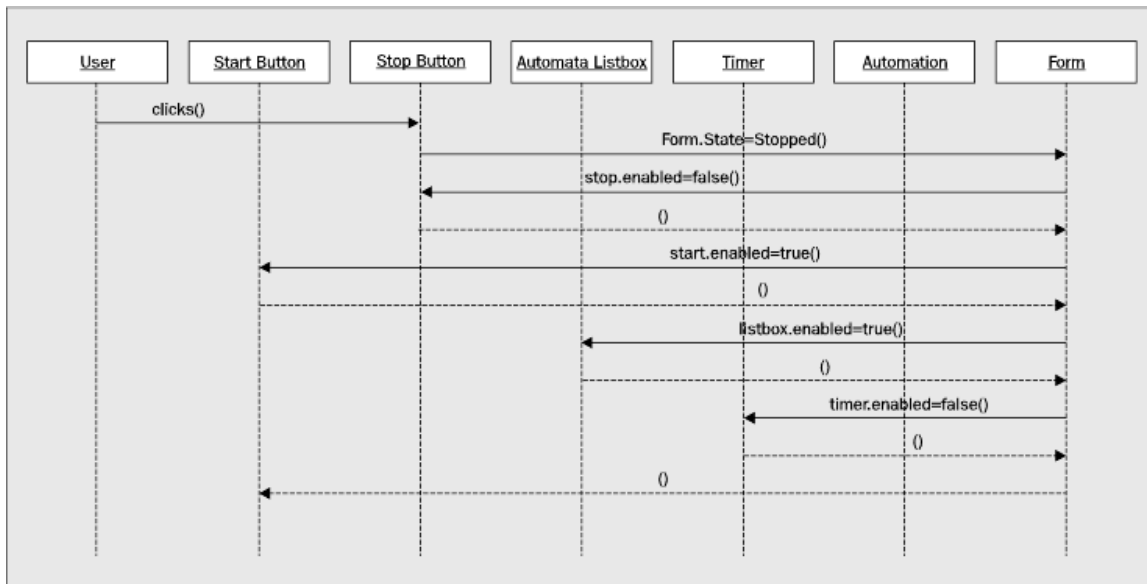 User
Start Button
Stop Button
Automata Listbox
Timer
Automation
Form
clicks()
Form.State=Stopped()
stop.enabled=false()
()
start.enabled=true()
()
listbox.enabled=true()
()
timer.enabled=false()
()
()